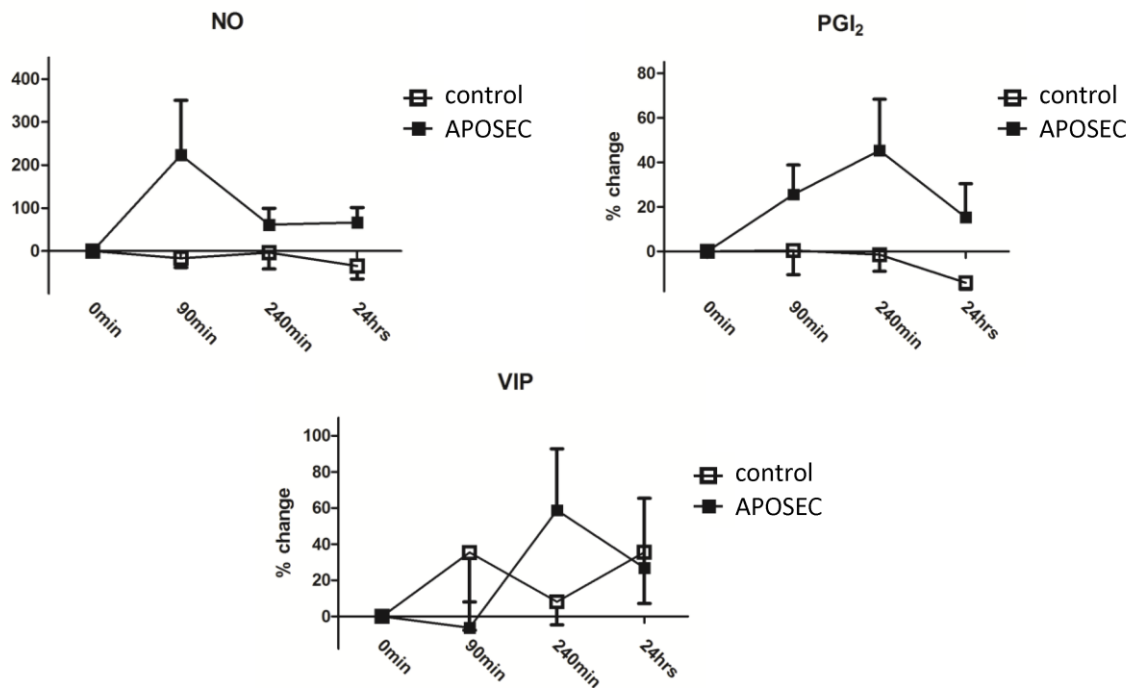 NO
400
300
200
100
0
0min
90min
240min
24hrs
control
APOSEC
PGI₂
% change
80
60
40
20
0
0min
90min
240min
24hrs
control
APOSEC
VIP
% change
100
80
60
40
20
0
0min
90min
240min
24hrs
control
APOSEC